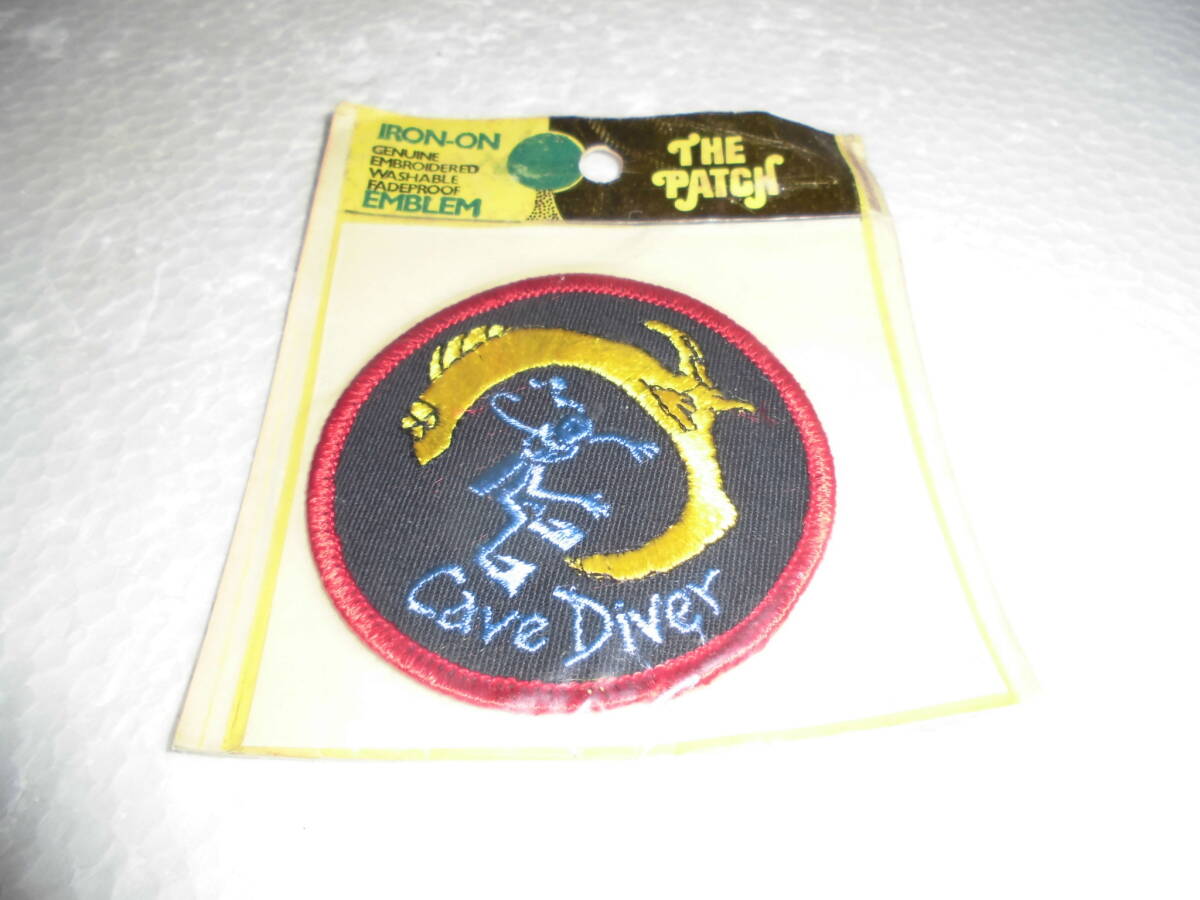 IRON-ON
GENUINE
EMBROIDERED
WASHABLE
FADEPROOF
EMBLEM
THE
PATCH
Cave Diver